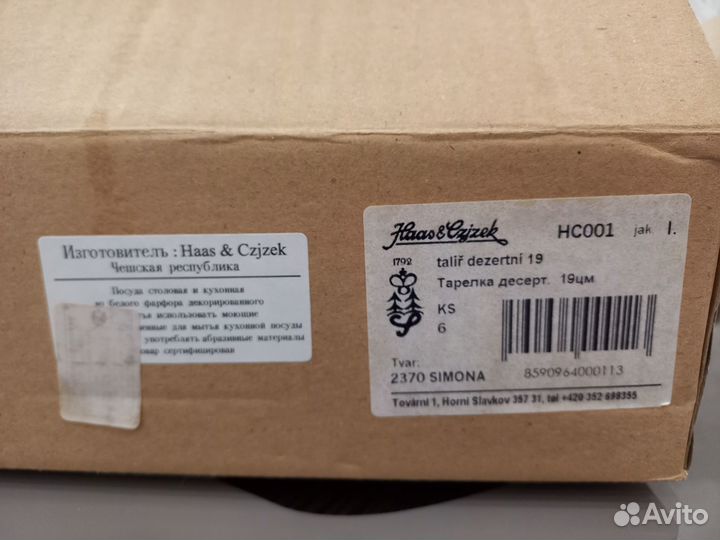 Изготовитель : Haas & Czjzek
Чешская республика
Посуда столовая и кухонная
из белого фарфора декорированного
использовать моющие
для мытья кухонной посуды
употреблять абразивные материалы
сертифицирован
Haas & Czjzek
HC001 jak. I.
1792
talíř dezertní 19
Тарелка десерт. 19цм
KS
6
Tvar:
2370 SIMONA
8590964000113
Tovární 1, Horní Slavkov 357 31, tel +420 352 698355
Avito